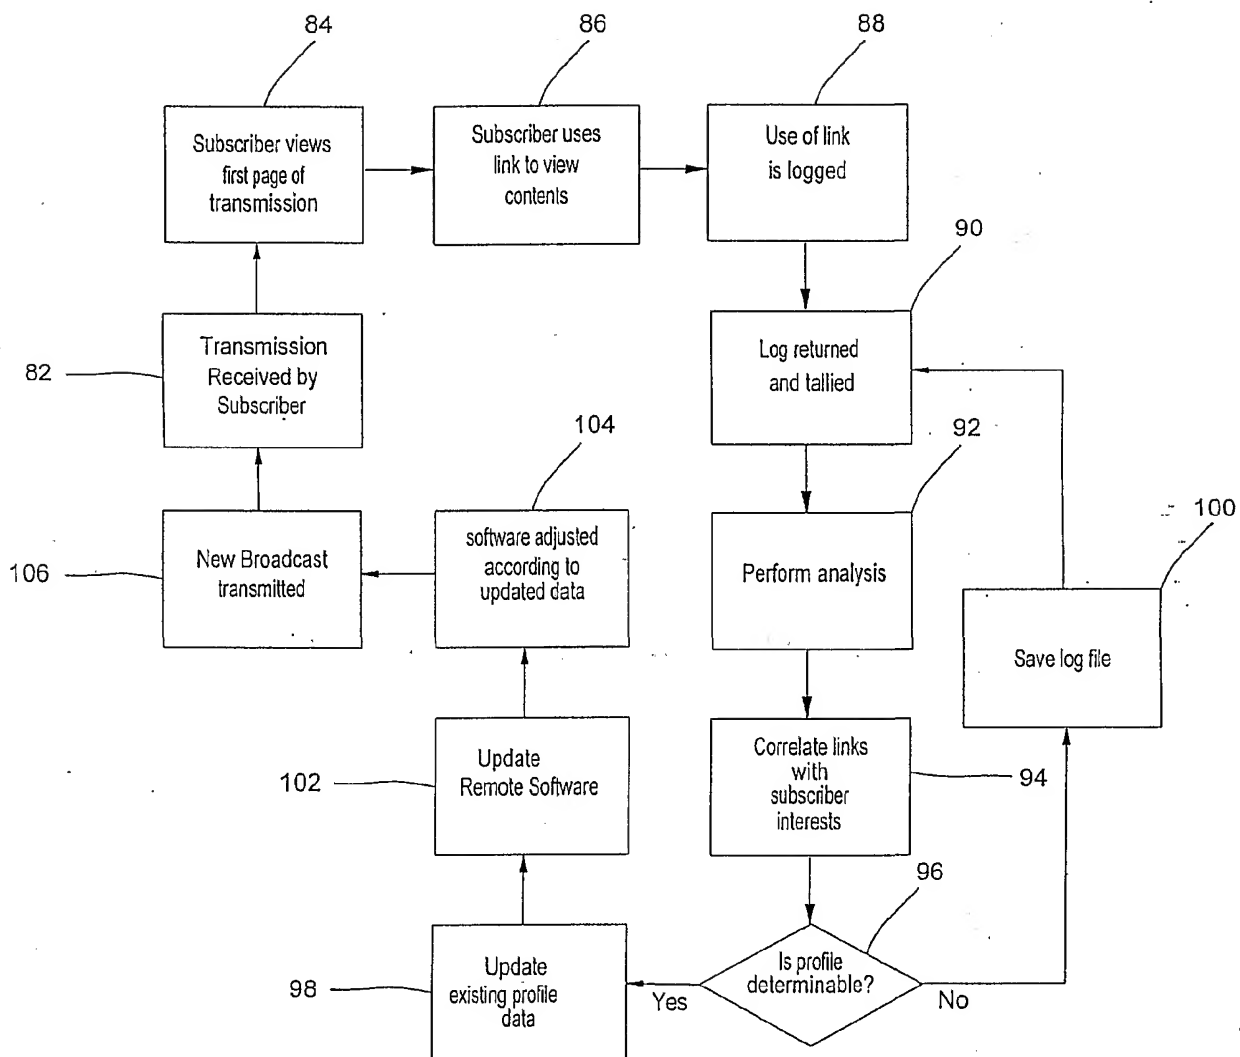 84
86
88
Subscriber views
first page of
transmission
Subscriber uses
link to view
contents
Use of link
is logged
90
82
Transmission
Received by
Subscriber
Log returned
and tallied
104
92
100
106
New Broadcast
transmitted
software adjusted
according to
updated data
Perform analysis
Save log file
102
Update
Remote Software
Correlate links
with
subscriber
interests
94
96
98
Update
existing profile
data
Yes
Is profile
determinable?
No